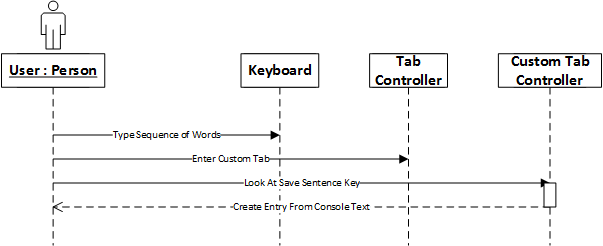 User : Person
Keyboard
Tab
Controller
Custom Tab
Controller
Type Sequence of Words
Enter Custom Tab
Look At Save Sentence Key
Create Entry From Console Text